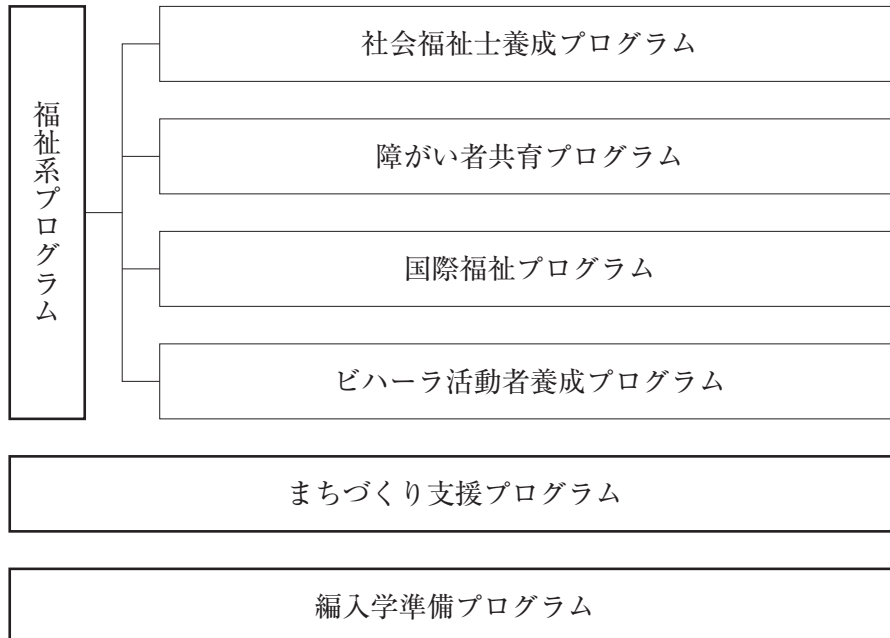 福祉系プログラム
社会福祉士養成プログラム
障がい者共育プログラム
国際福祉プログラム
ビハーラ活動者養成プログラム
まちづくり支援プログラム
編入学準備プログラム